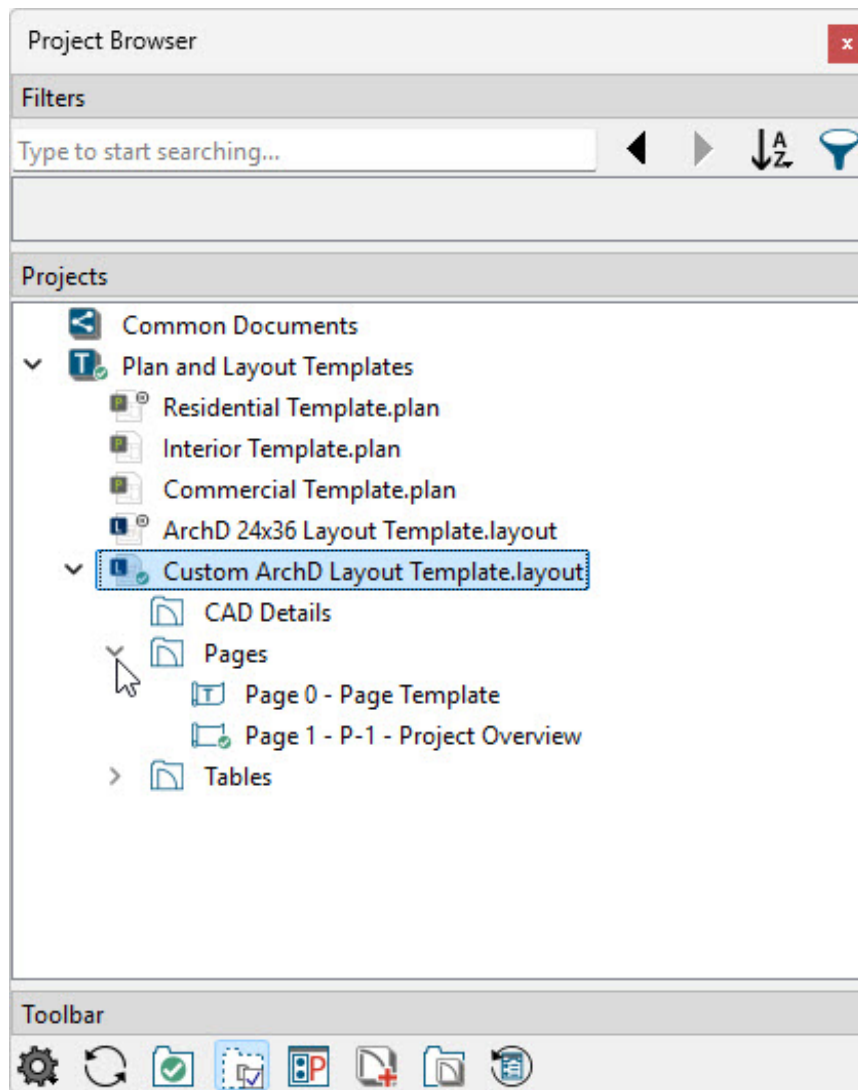 Project Browser
x
Filters
Type to start searching...
A
Z
Projects
Common Documents
T
Plan and Layout Templates
P
Residential Template.plan
P
Interior Template.plan
P
Commercial Template.plan
L
ArchD 24x36 Layout Template.layout
L
Custom ArchD Layout Template.layout
CAD Details
Pages
T
Page 0 - Page Template
Page 1 - P-1 - Project Overview
Tables
Toolbar
P